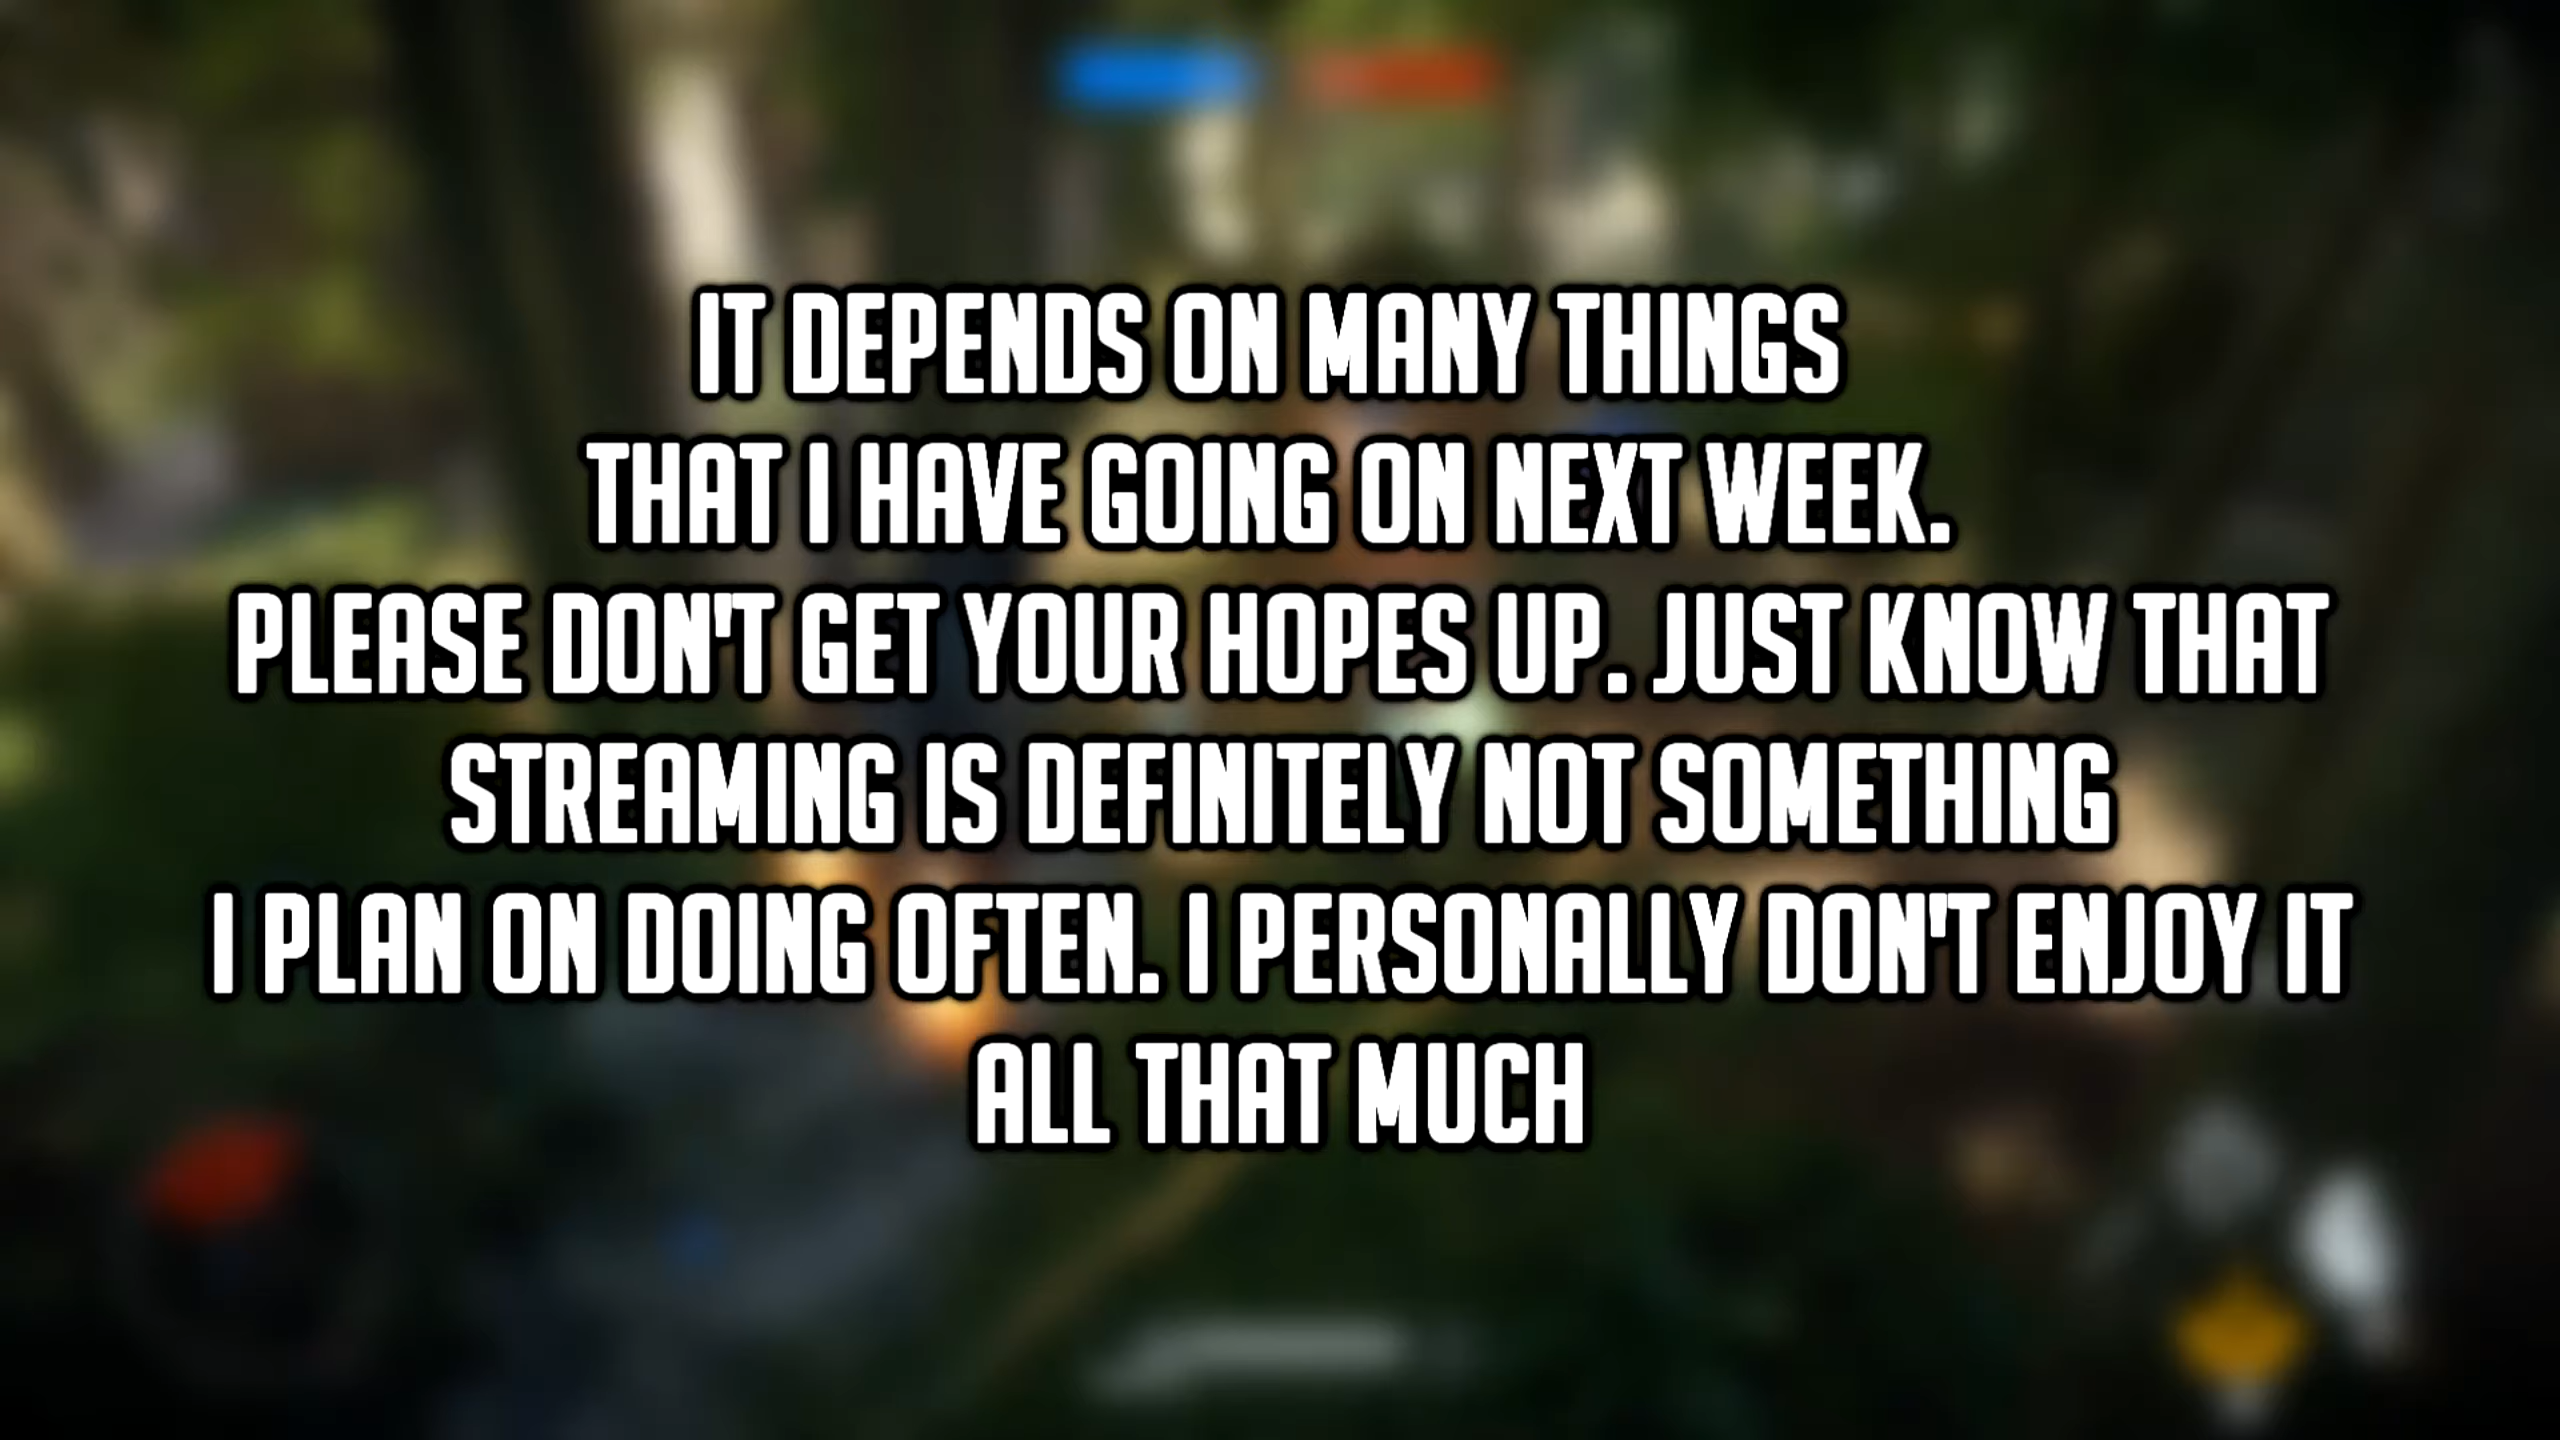 IT DEPENDS ON MANY THINGS
THAT I HAVE GOING ON NEXT WEEK.
PLEASE DON'T GET YOUR HOPES UP. JUST KNOW THAT
STREAMING IS DEFINITELY NOT SOMETHING
I PLAN ON DOING OFTEN. I PERSONALLY DON'T ENJOY IT
ALL THAT MUCH